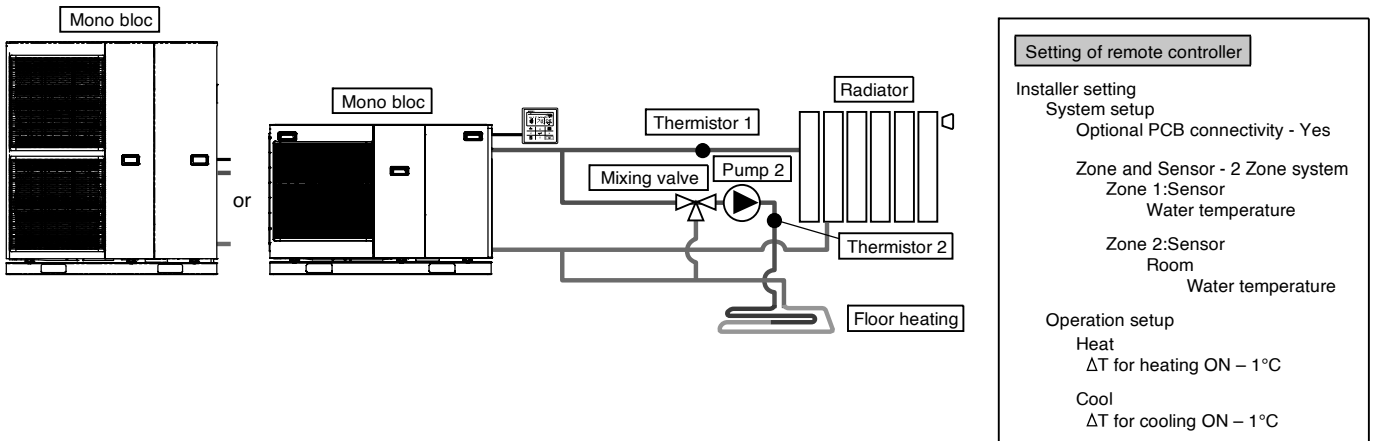 Mono bloc
or
Mono bloc
Thermistor 1
Radiator
Mixing valve
Pump 2
Thermistor 2
Floor heating
Setting of remote controller
Installer setting
System setup
Optional PCB connectivity - Yes
Zone and Sensor - 2 Zone system
Zone 1:Sensor
Water temperature
Zone 2:Sensor
Room
Water temperature
Operation setup
Heat
ΔT for heating ON – 1°C
Cool
ΔT for cooling ON – 1°C